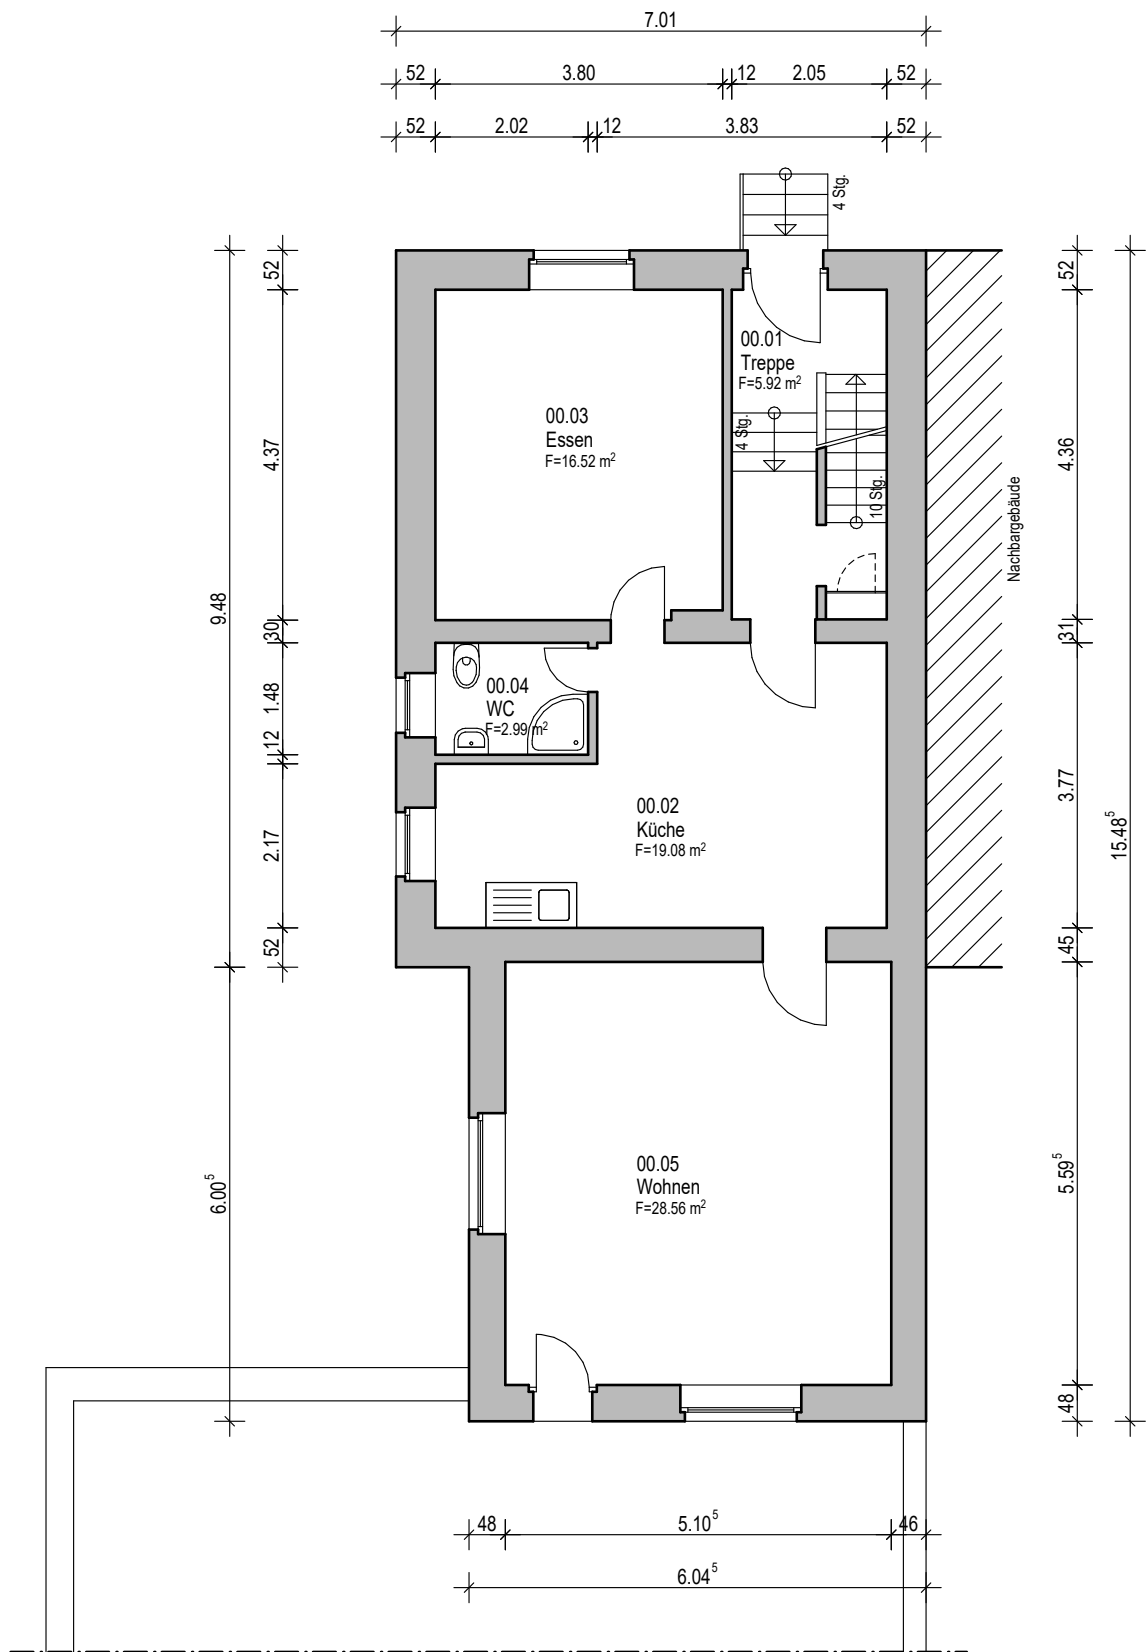 7.01
52 3.80 12 2.05 52
52 2.02 12 3.83 52
4 Stg.
52
52
00.01
Treppe
F=5.92 m²
00.03
Essen
F=16.52 m²
4 Stg.
4.37
4.36
10 Stg.
Nachbargebäude
9.48
30
31
00.04
WC
F=2.99 m²
1.48
12
3.77
00.02
Küche
F=19.08 m²
2.17
15.48⁵
52
45
00.05
Wohnen
F=28.56 m²
6.00⁵
5.59⁵
48
48 5.10⁵ 46
6.04⁵